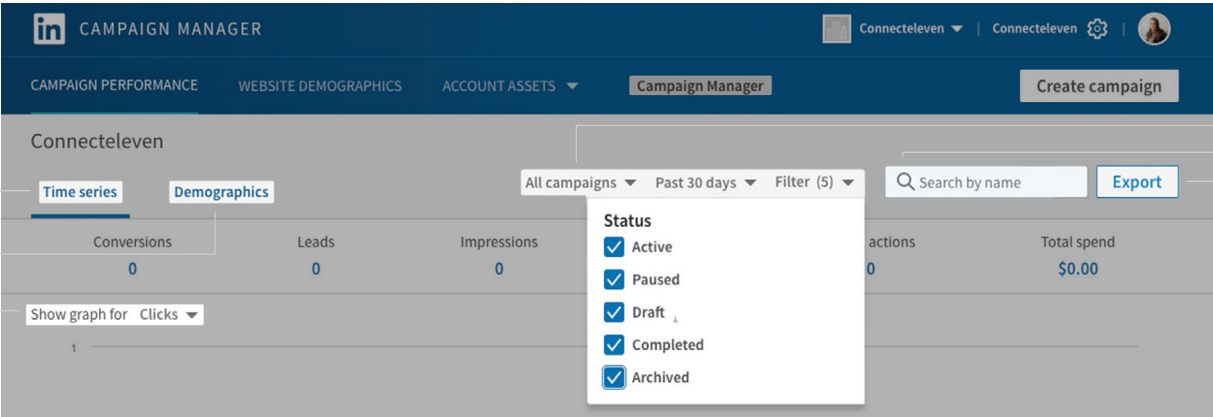 in CAMPAIGN MANAGER Connecteleven Connecteleven
CAMPAIGN PERFORMANCE WEBSITE DEMOGRAPHICS ACCOUNT ASSETS Campaign Manager Create campaign
Connecteleven
Time series Demographics All campaigns Past 30 days Filter (5) Search by name Export
Status
Conversions Leads Impressions actions Total spend
Active
0 0 0 0 $0.00
Paused
Show graph for Clicks
Draft
1
Completed
Archived